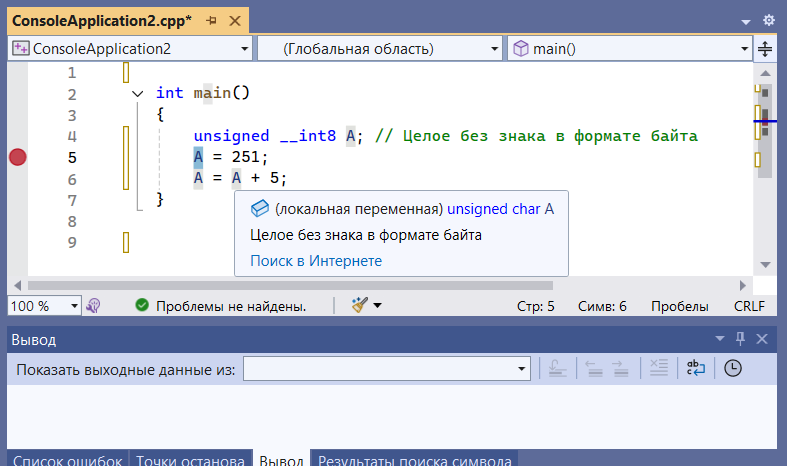 ConsoleApplication2.cpp*
ConsoleApplication2 (Глобальная область) main()
1
2 int main()
3 {
4 unsigned __int8 A; // Целое без знака в формате байта
5 A = 251;
6 A = A + 5;
7 }
8
9
(локальная переменная) unsigned char A
Целое без знака в формате байта
Поиск в Интернете
100 % Проблемы не найдены. Стр: 5 Симв: 6 Пробелы CRLF
Вывод
Показать выходные данные из:
Список ошибок Точки останова Вывод Результаты поиска символа